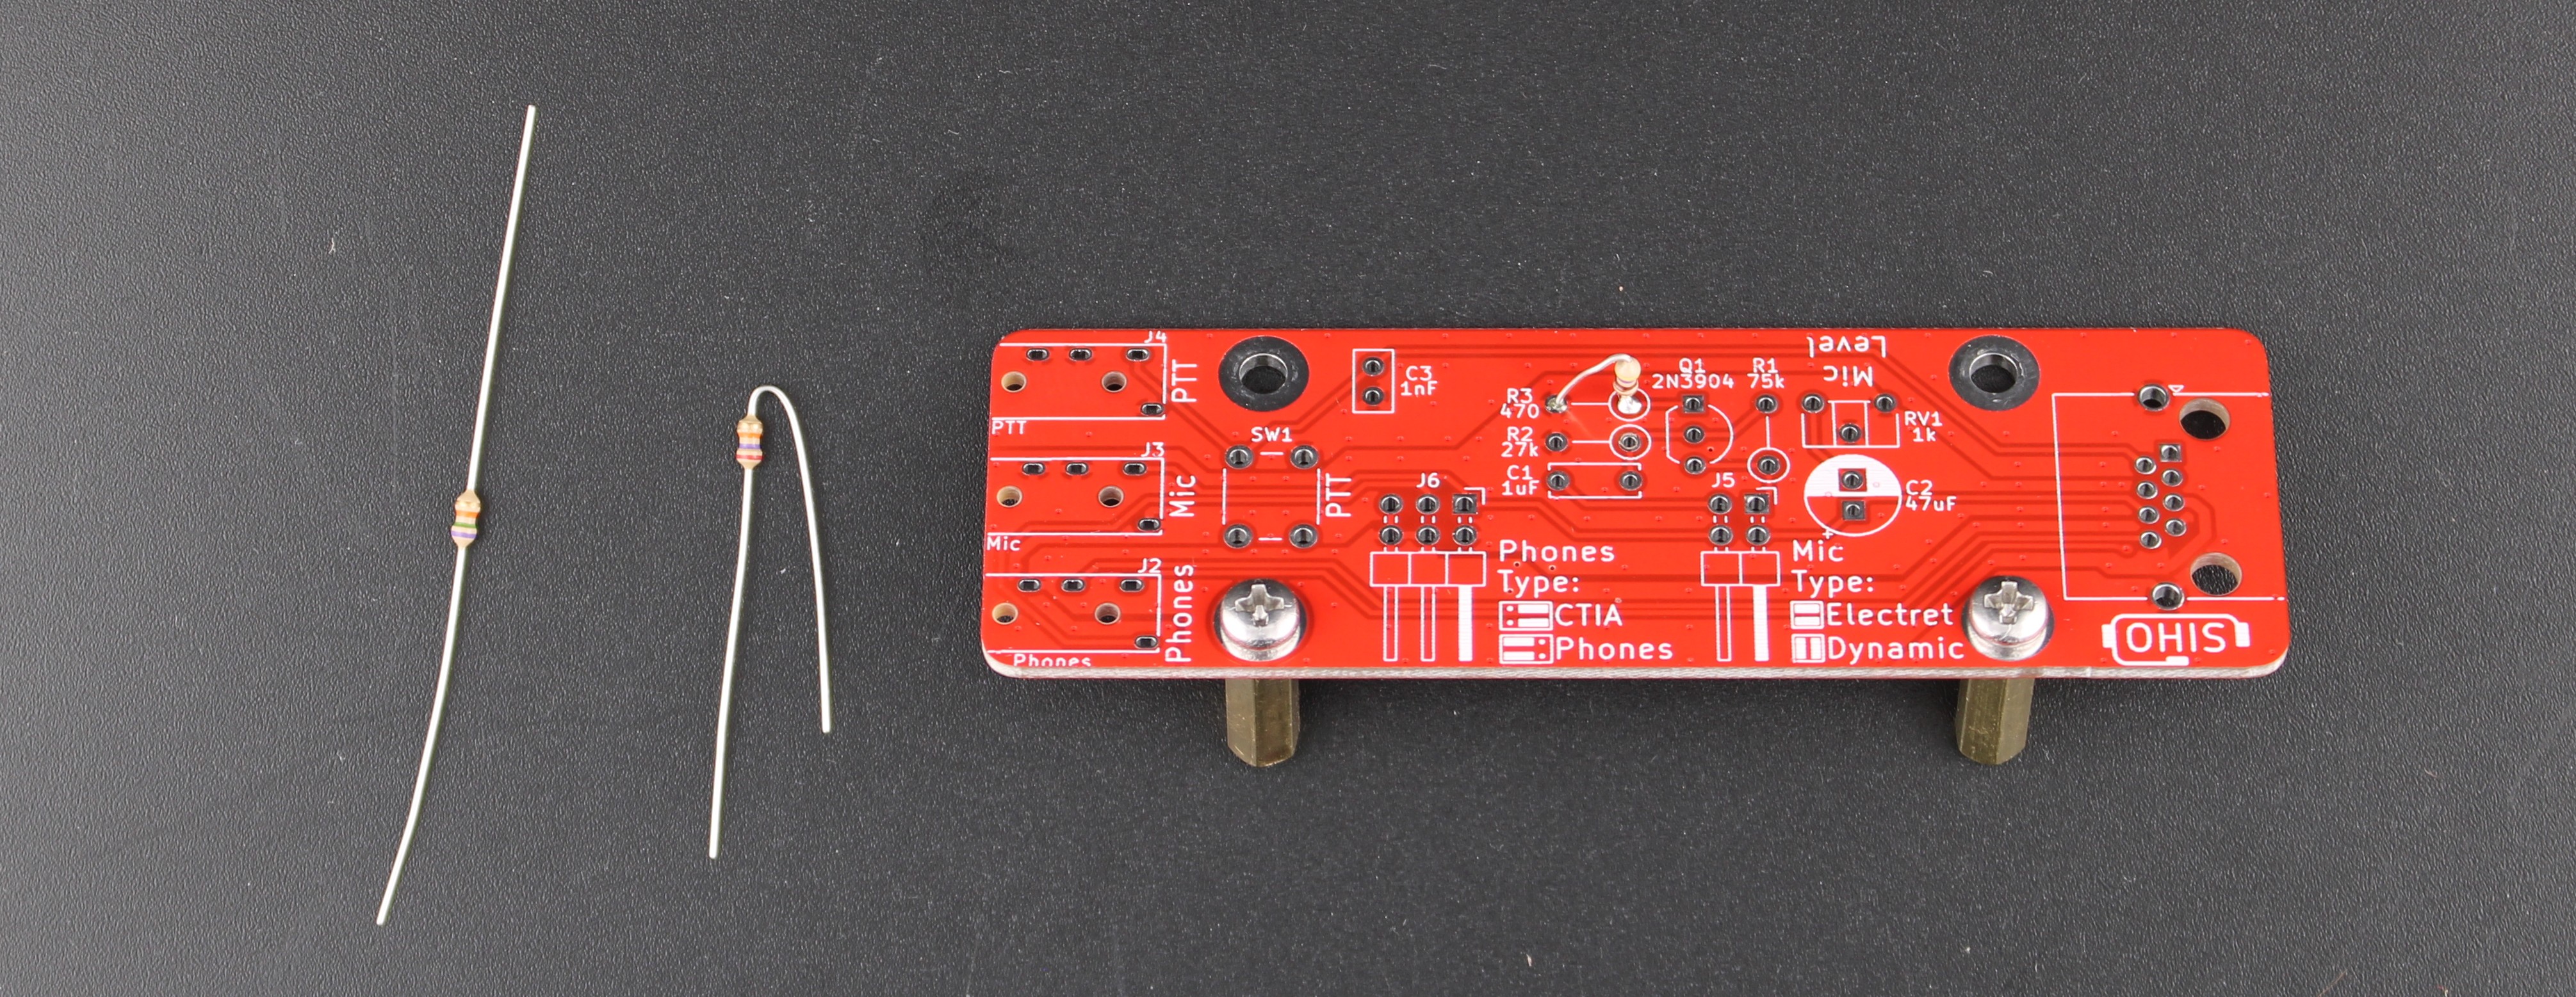 J4
PTT
PTT
J3
Mic
Mic
J2
Phones
Phones
C3
1nF
SW1
PTT
R3
470
R2
27k
C1
1uF
J6
Q1
2N3904
R1
75k
Mic
Level
RV1
1k
J5
C2
47uF
+
Phones
Type:
CTIA
Phones
Mic
Type:
Electret
Dynamic
OHIS